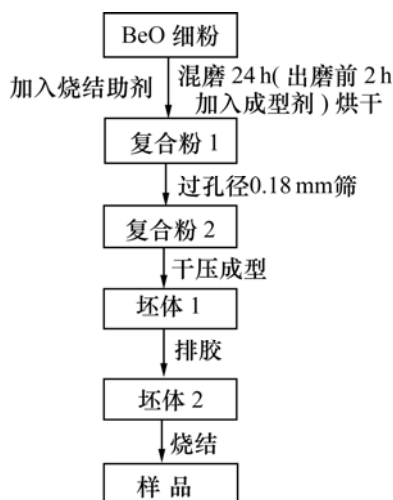 BeO 细粉
加入烧结助剂
混磨 24 h( 出磨前 2 h
加入成型剂 ) 烘干
复合粉 1
过孔径0.18 mm筛
复合粉 2
干压成型
坯体 1
排胶
坯体 2
烧结
样 品